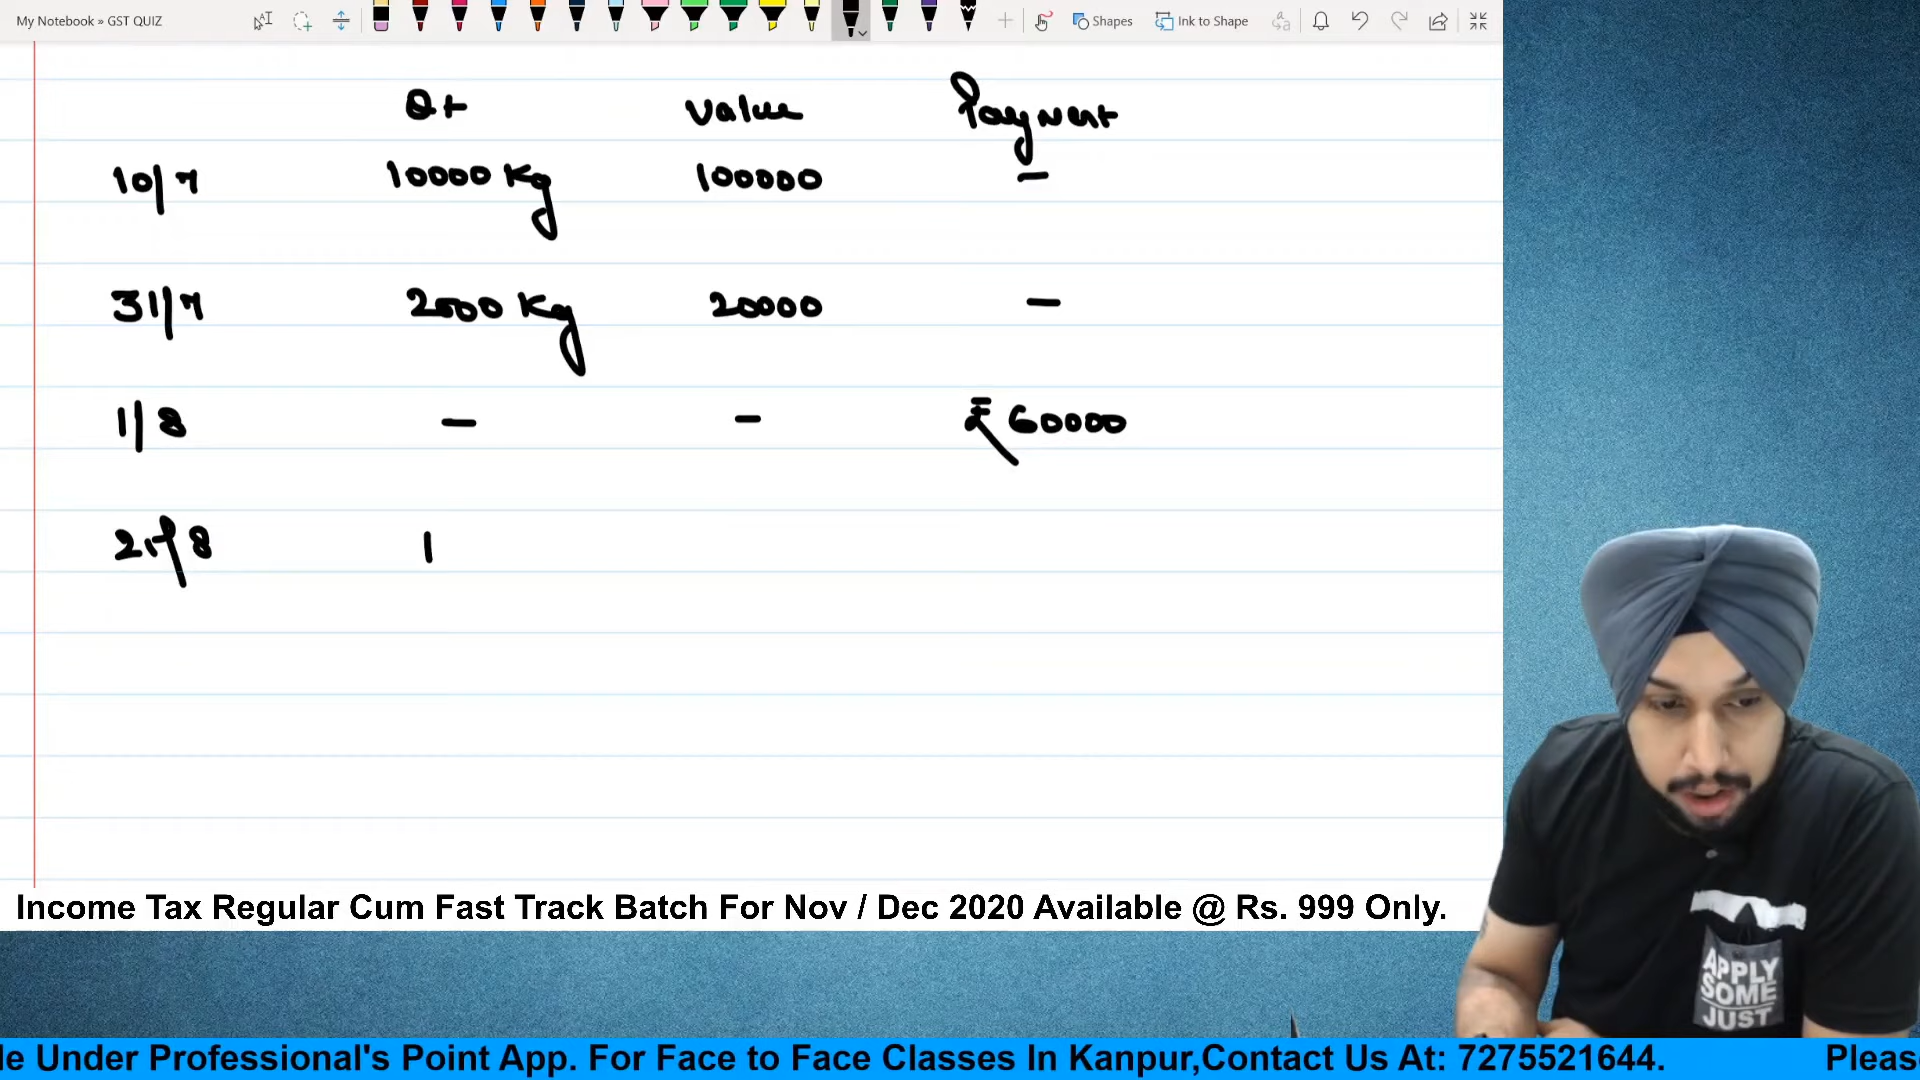 My Notebook » GST QUIZ
Shapes
Ink to Shape
Qt Value Payment
10/7 10000 Kg 100000 -
31/7 2000 Kg 20000 -
1/8 - - ₹ 60000
1
APPLY
SOME
JUST
Income Tax Regular Cum Fast Track Batch For Nov / Dec 2020 Available @ Rs. 999 Only.
le Under Professional's Point App. For Face to Face Classes In Kanpur,Contact Us At: 7275521644. Pleas